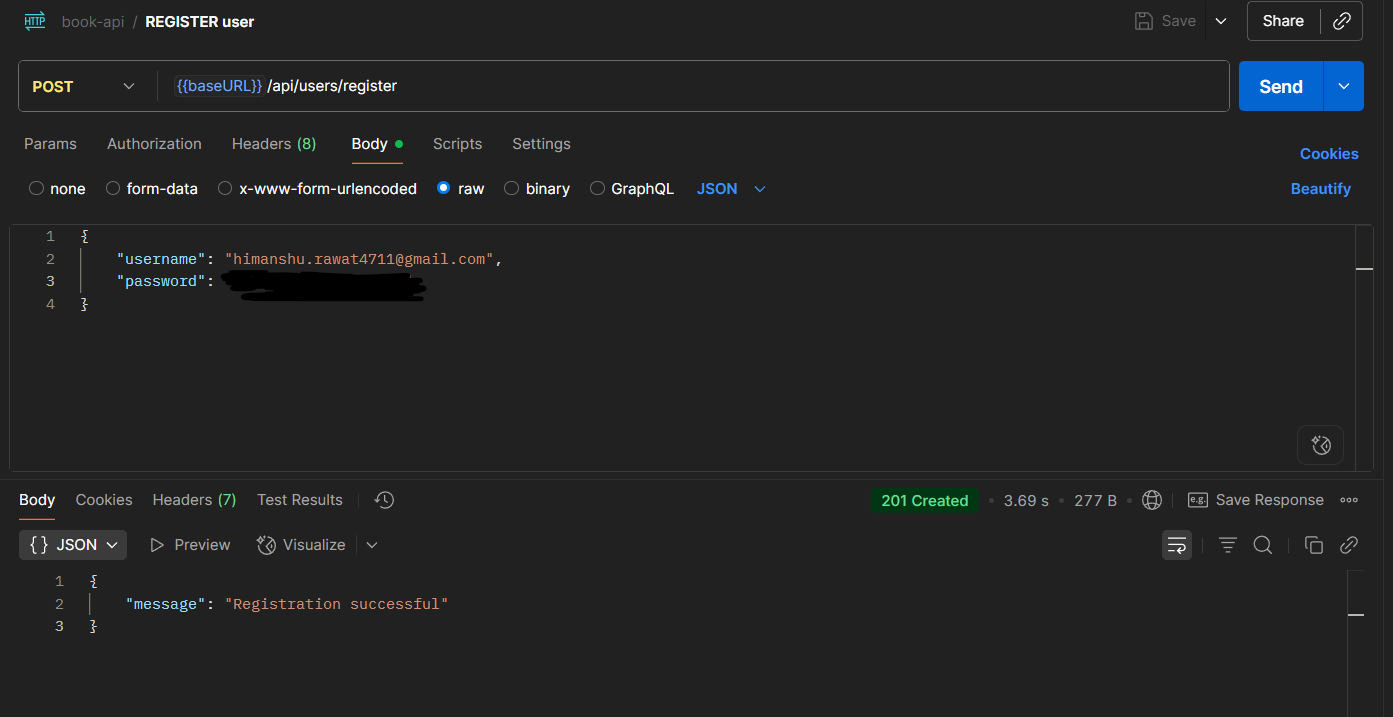 HTTP book-api / REGISTER user Save Share
POST {{baseURL}} /api/users/register Send
Params Authorization Headers (8) Body Scripts Settings Cookies
none form-data x-www-form-urlencoded raw binary GraphQL JSON Beautify
1 {
2 "username": "himanshu.rawat4711@gmail.com",
3 "password":
4 }
Body Cookies Headers (7) Test Results 201 Created • 3.69 s • 277 B • e.g. Save Response
{} JSON Preview Visualize
1 {
2 "message": "Registration successful"
3 }